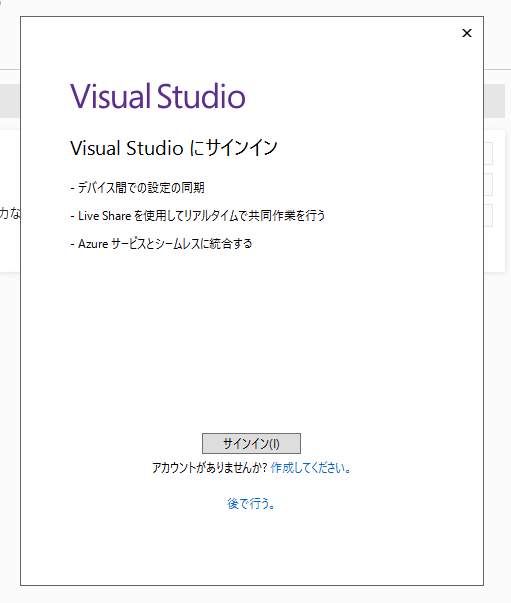 Visual Studio
Visual Studio にサインイン
- デバイス間での設定の同期
- Live Share を使用してリアルタイムで共同作業を行う
力な
- Azure サービスとシームレスに統合する
サインイン(I)
アカウントがありませんか? 作成してください。
後で行う。